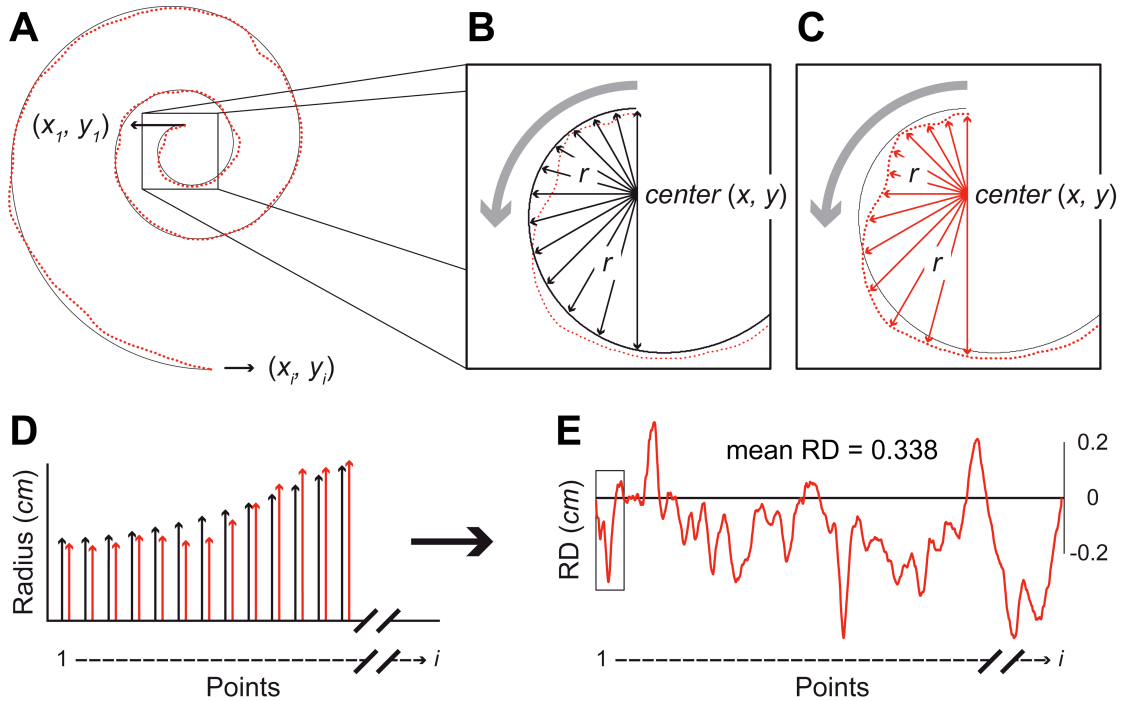 A
B
C
(x₁, y₁)
r
center (x, y)
r
r
center (x, y)
r
(xᵢ, yᵢ)
D
E
mean RD = 0.338
Radius (cm)
RD (cm)
0.2
0
-0.2
1
i
Points
1
i
Points